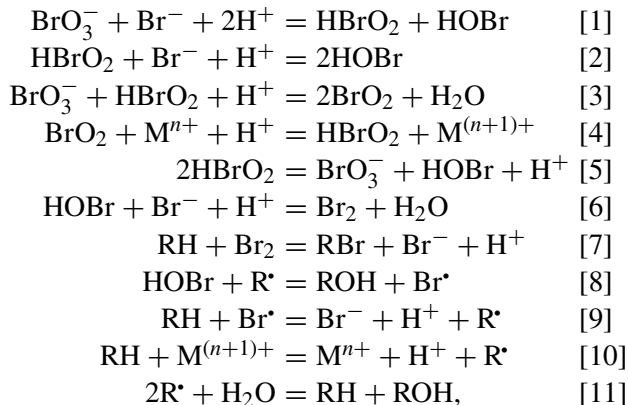 BrO₃⁻ + Br⁻ + 2H⁺ = HBrO₂ + HOBr [1]
HBrO₂ + Br⁻ + H⁺ = 2HOBr [2]
BrO₃⁻ + HBrO₂ + H⁺ = 2BrO₂ + H₂O [3]
BrO₂ + Mⁿ⁺ + H⁺ = HBrO₂ + M⁽ⁿ⁺¹⁾⁺ [4]
2HBrO₂ = BrO₃⁻ + HOBr + H⁺ [5]
HOBr + Br⁻ + H⁺ = Br₂ + H₂O [6]
RH + Br₂ = RBr + Br⁻ + H⁺ [7]
HOBr + R• = ROH + Br• [8]
RH + Br• = Br⁻ + H⁺ + R• [9]
RH + M⁽ⁿ⁺¹⁾⁺ = Mⁿ⁺ + H⁺ + R• [10]
2R• + H₂O = RH + ROH, [11]